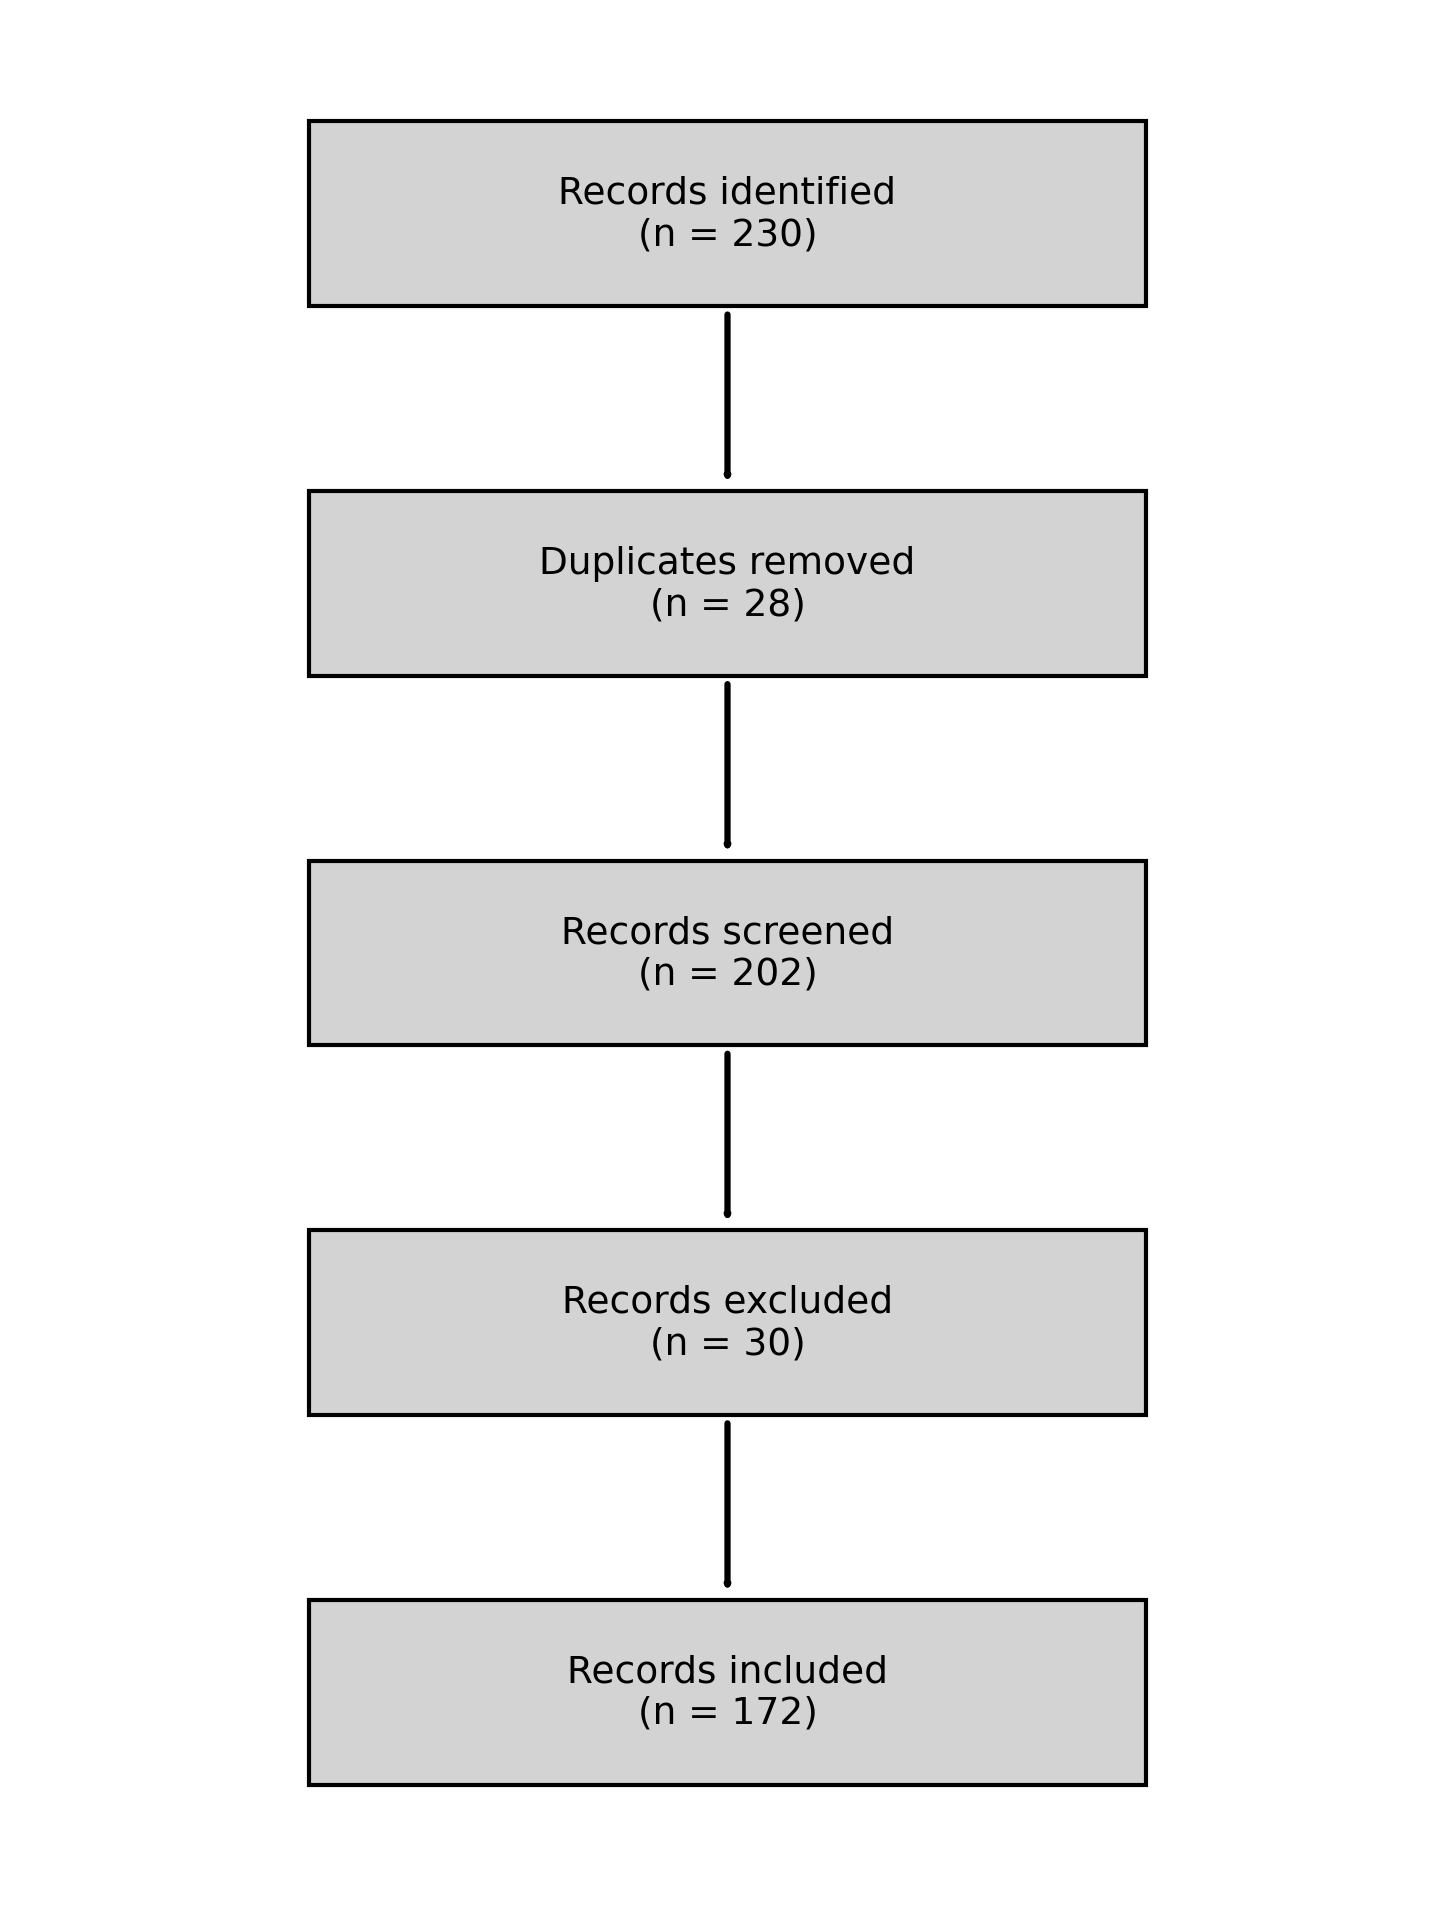 Records identified
(n = 230)
Duplicates removed
(n = 28)
Records screened
(n = 202)
Records excluded
(n = 30)
Records included
(n = 172)